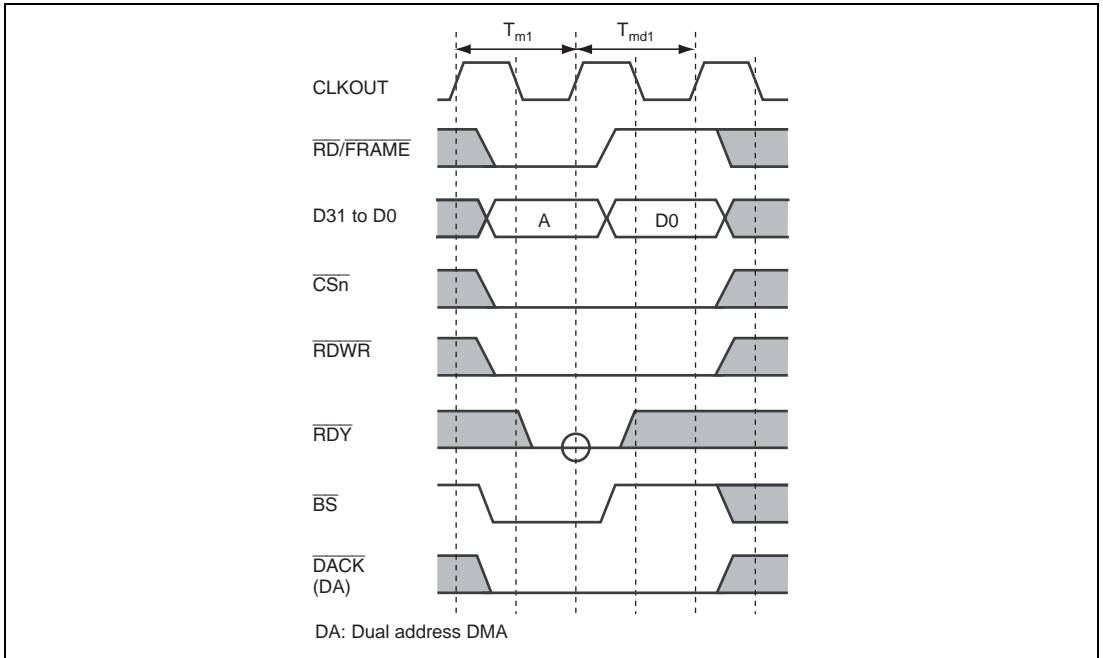 Tm1 Tmd1
CLKOUT
RD/FRAME
D31 to D0
A D0
CSn
RDWR
RDY
BS
DACK
(DA)
DA: Dual address DMA